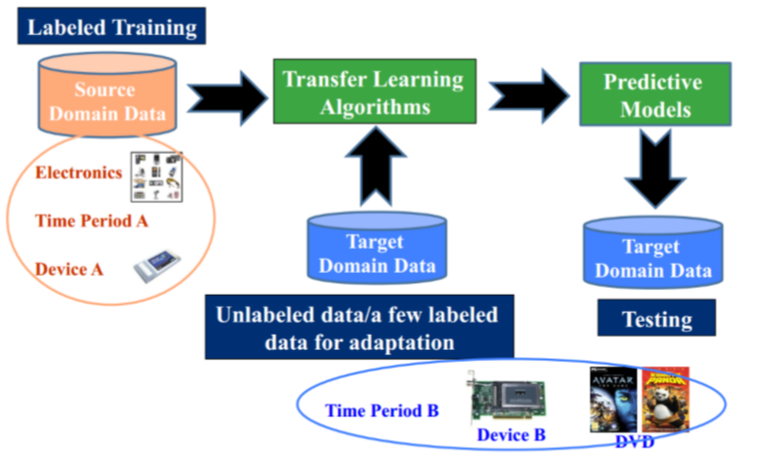 Labeled Training
Source
Domain Data
Transfer Learning
Algorithms
Predictive
Models
Electronics
Time Period A
Device A
Target
Domain Data
Target
Domain Data
Unlabeled data/a few labeled
data for adaptation
Testing
Time Period B
Device B
AVATAR
PANDA
DVD